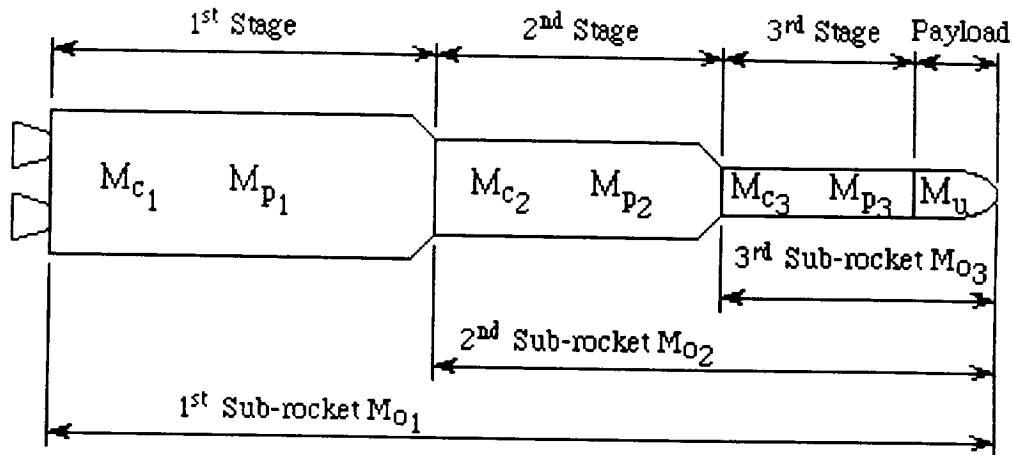 1st Stage
2nd Stage
3rd Stage
Payload
Mc1 Mp1 Mc2 Mp2 Mc3 Mp3 Mu
3rd Sub-rocket MO3
2nd Sub-rocket MO2
1st Sub-rocket MO1